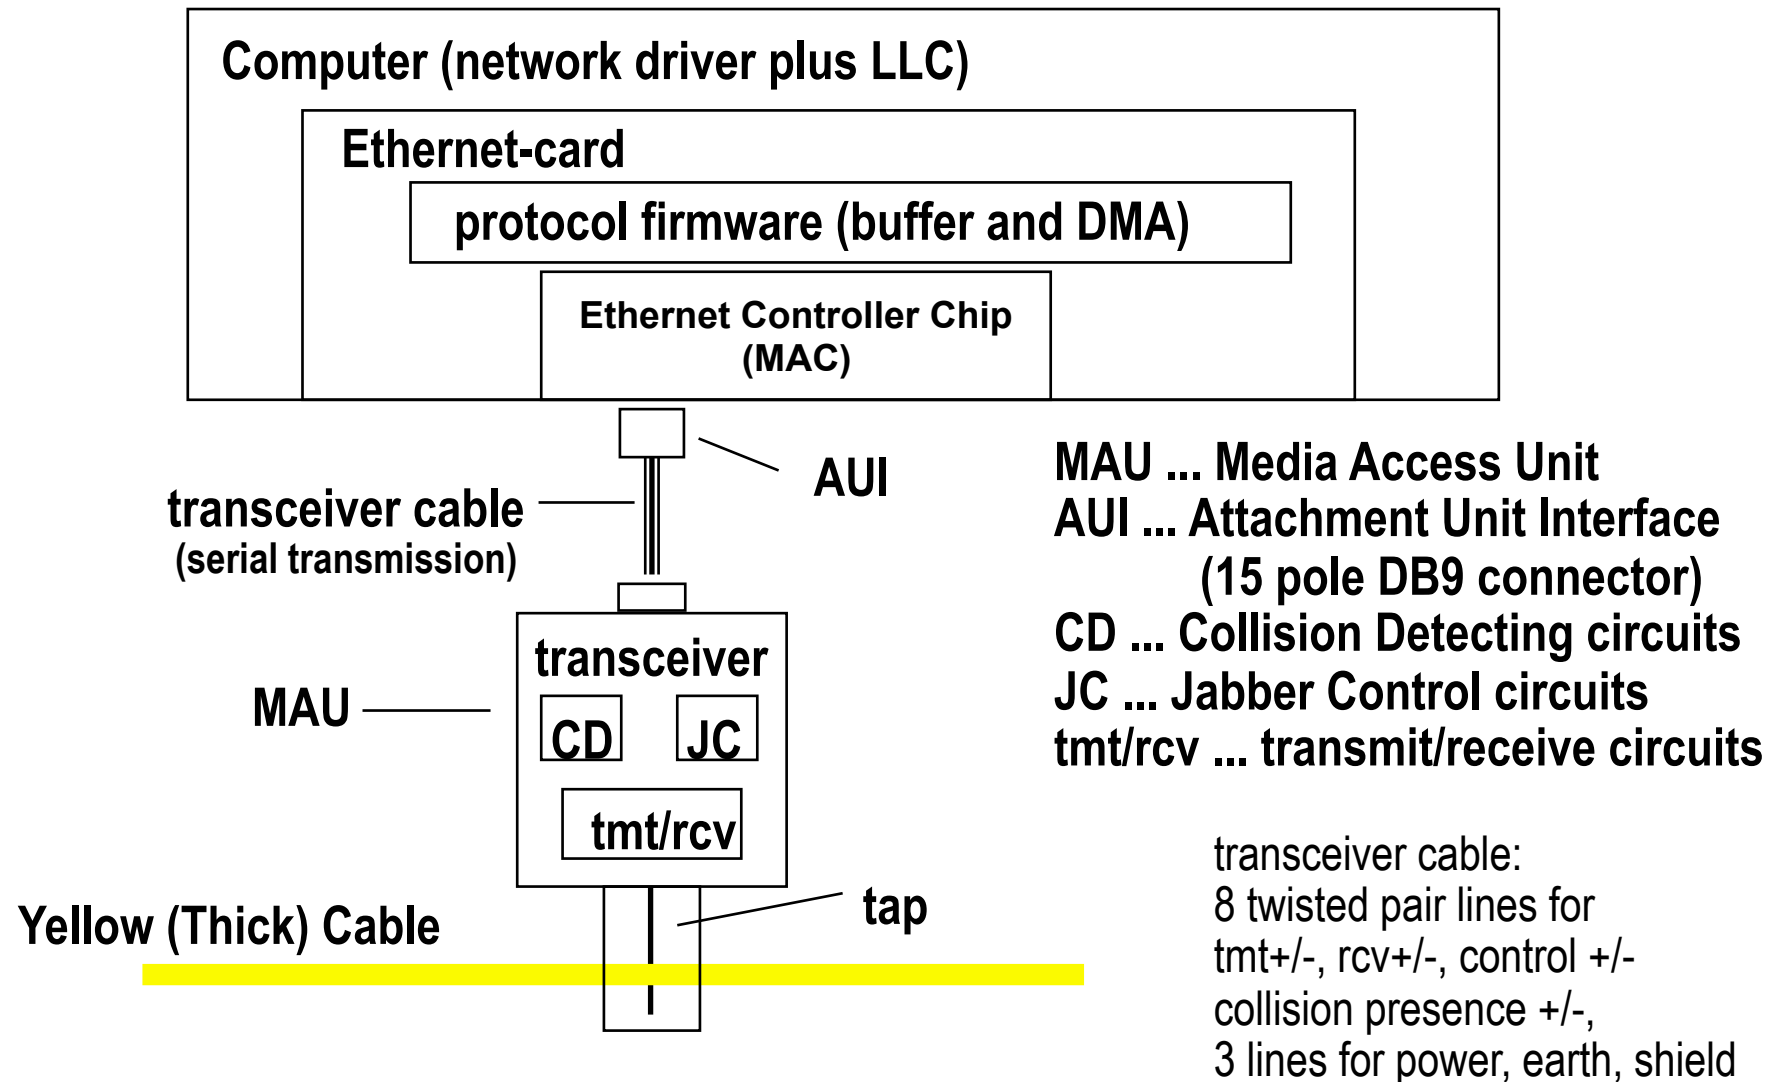 Computer (network driver plus LLC)
Ethernet-card
protocol firmware (buffer and DMA)
Ethernet Controller Chip
(MAC)
AUI
transceiver cable
(serial transmission)
transceiver
MAU
CD
JC
tmt/rcv
tap
Yellow (Thick) Cable
MAU ... Media Access Unit
AUI ... Attachment Unit Interface
(15 pole DB9 connector)
CD ... Collision Detecting circuits
JC ... Jabber Control circuits
tmt/rcv ... transmit/receive circuits
transceiver cable:
8 twisted pair lines for
tmt+/-, rcv+/-, control +/-
collision presence +/-,
3 lines for power, earth, shield